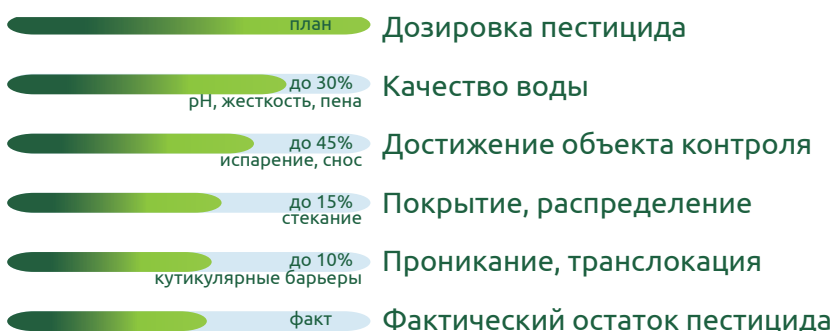 план Дозировка пестицида
до 30% Качество воды
pH, жесткость, пена
до 45% Достижение объекта контроля
испарение, снос
до 15% Покрытие, распределение
стекание
до 10% Проникание, транслокация
кутикулярные барьеры
факт Фактический остаток пестицида